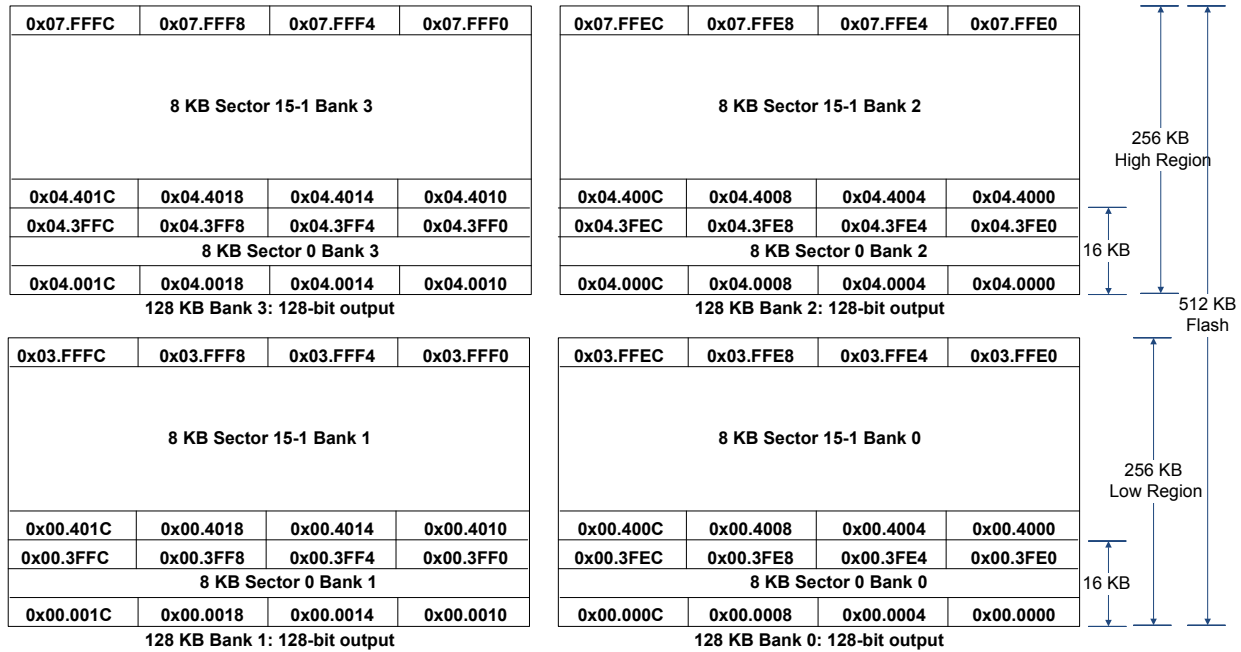 0x07.FFFC 0x07.FFF8 0x07.FFF4 0x07.FFF0 0x07.FFEC 0x07.FFE8 0x07.FFE4 0x07.FFE0
8 KB Sector 15-1 Bank 3 8 KB Sector 15-1 Bank 2
256 KB
High Region
0x04.401C 0x04.4018 0x04.4014 0x04.4010 0x04.400C 0x04.4008 0x04.4004 0x04.4000
0x04.3FFC 0x04.3FF8 0x04.3FF4 0x04.3FF0 0x04.3FEC 0x04.3FE8 0x04.3FE4 0x04.3FE0
8 KB Sector 0 Bank 3 8 KB Sector 0 Bank 2 16 KB
0x04.001C 0x04.0018 0x04.0014 0x04.0010 0x04.000C 0x04.0008 0x04.0004 0x04.0000
128 KB Bank 3: 128-bit output 128 KB Bank 2: 128-bit output
512 KB
Flash
0x03.FFFC 0x03.FFF8 0x03.FFF4 0x03.FFF0 0x03.FFEC 0x03.FFE8 0x03.FFE4 0x03.FFE0
8 KB Sector 15-1 Bank 1 8 KB Sector 15-1 Bank 0
256 KB
Low Region
0x00.401C 0x00.4018 0x00.4014 0x00.4010 0x00.400C 0x00.4008 0x00.4004 0x00.4000
0x00.3FFC 0x00.3FF8 0x00.3FF4 0x00.3FF0 0x00.3FEC 0x00.3FE8 0x00.3FE4 0x00.3FE0
8 KB Sector 0 Bank 1 8 KB Sector 0 Bank 0 16 KB
0x00.001C 0x00.0018 0x00.0014 0x00.0010 0x00.000C 0x00.0008 0x00.0004 0x00.0000
128 KB Bank 1: 128-bit output 128 KB Bank 0: 128-bit output